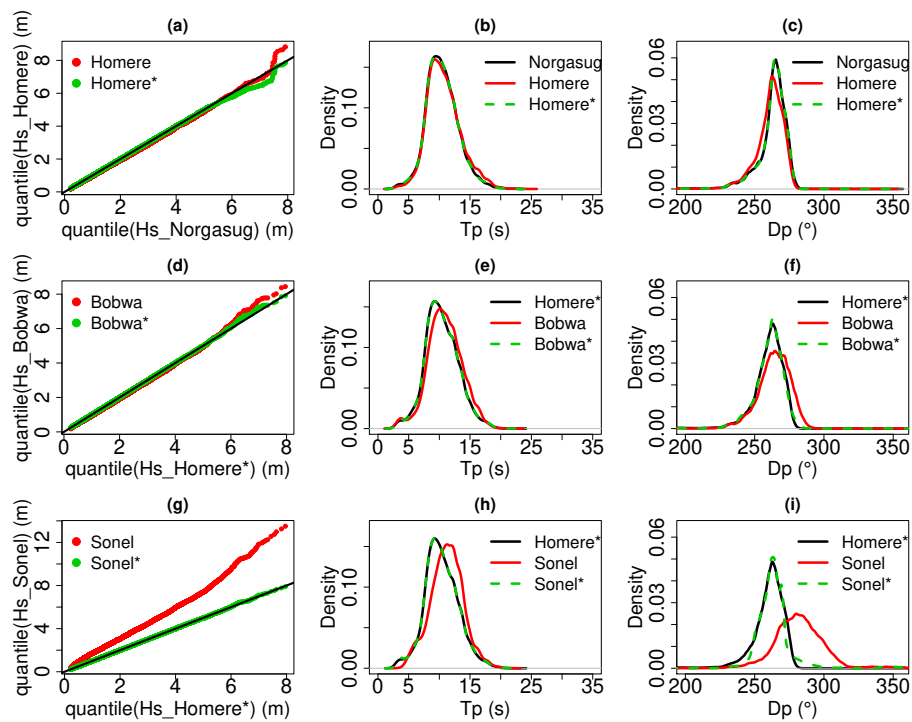 (a)
quantile(Hs_Homere) (m)
0 2 4 6 8
Homere
Homere*
0 2 4 6 8
quantile(Hs_Norgasug) (m)
(b)
Density
0.00 0.10
Norgasug
Homere
Homere*
0 5 15 25 35
Tp (s)
(c)
Density
0.00 0.03 0.06
Norgasug
Homere
Homere*
200 250 300 350
Dp (°)
(d)
quantile(Hs_Bobwa) (m)
0 2 4 6 8
Bobwa
Bobwa*
0 2 4 6 8
quantile(Hs_Homere*) (m)
(e)
Density
0.00 0.10
Homere*
Bobwa
Bobwa*
0 5 15 25 35
Tp (s)
(f)
Density
0.00 0.03 0.06
Homere*
Bobwa
Bobwa*
200 250 300 350
Dp (°)
(g)
quantile(Hs_Sonel) (m)
0 4 8 12
Sonel
Sonel*
0 2 4 6 8
quantile(Hs_Homere*) (m)
(h)
Density
0.00 0.10
Homere*
Sonel
Sonel*
0 5 15 25 35
Tp (s)
(i)
Density
0.00 0.03 0.06
Homere*
Sonel
Sonel*
200 250 300 350
Dp (°)